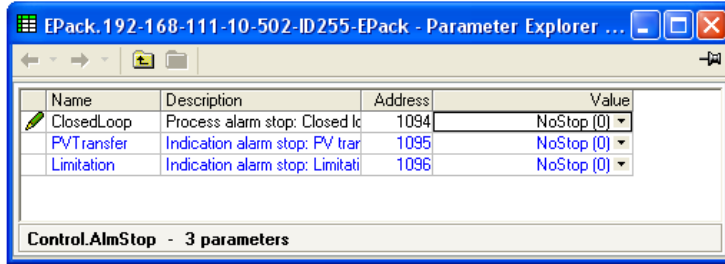 EPack.192-168-111-10-502-ID255-EPack - Parameter Explorer ...
Name Description Address Value
ClosedLoop Process alarm stop: Closed lo 1094 NoStop (0)
PVTransfer Indication alarm stop: PV tran 1095 NoStop (0)
Limitation Indication alarm stop: Limitati 1096 NoStop (0)
Control.AlmStop - 3 parameters